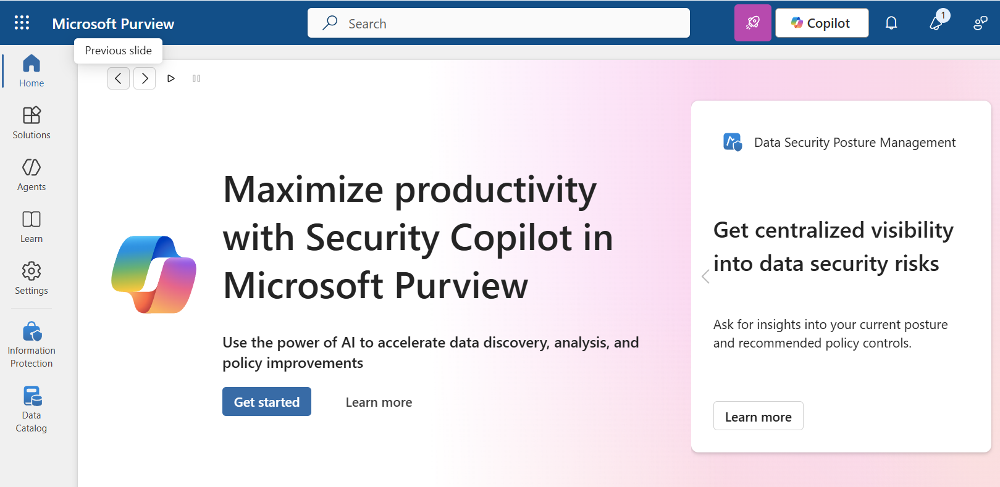 Microsoft Purview
Search
Copilot
1
Previous slide
Home
Solutions
Agents
Learn
Settings
Information
Protection
Data
Catalog
Maximize productivity
with Security Copilot in
Microsoft Purview
Use the power of AI to accelerate data discovery, analysis, and
policy improvements
Get started
Learn more
Data Security Posture Management
Get centralized visibility
into data security risks
Ask for insights into your current posture
and recommended policy controls.
Learn more